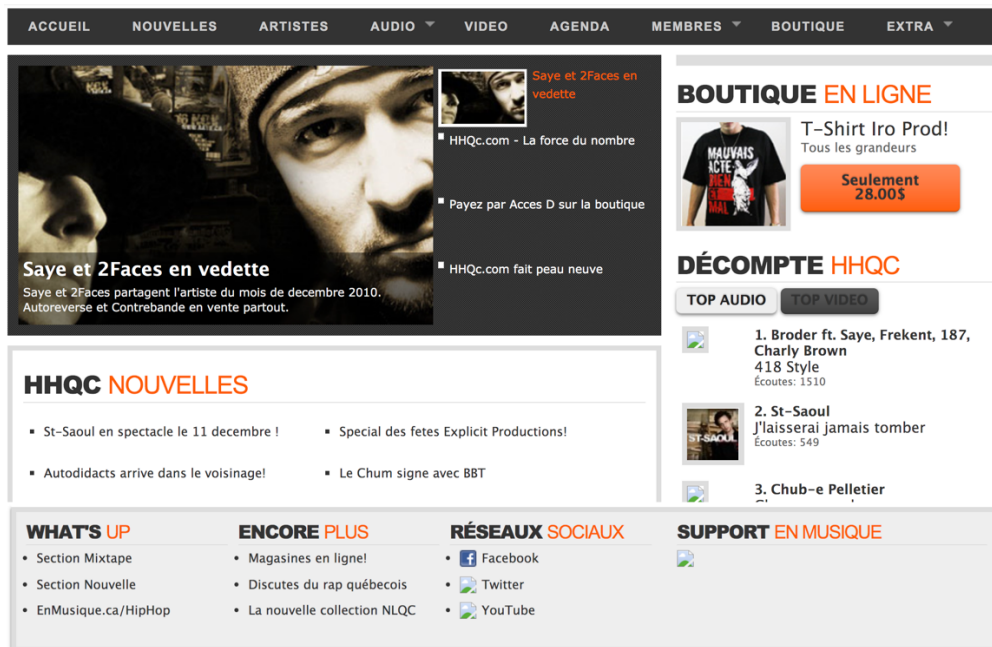 ACCUEIL NOUVELLES ARTISTES AUDIO VIDEO AGENDA MEMBRES BOUTIQUE EXTRA
Saye et 2Faces en
vedette
HHQc.com - La force du nombre
Payez par Acces D sur la boutique
HHQc.com fait peau neuve
Saye et 2Faces en vedette
Saye et 2Faces partagent l'artiste du mois de decembre 2010.
Autoreverse et Contrebande en vente partout.
BOUTIQUE EN LIGNE
MAUVAIS
ACTE
RIEN
MAL
T-Shirt Iro Prod!
Tous les grandeurs
Seulement
28.00$
DÉCOMPTE HHQC
TOP AUDIO TOP VIDEO
1. Broder ft. Saye, Frekent, 187,
Charly Brown
418 Style
Écoutes: 1510
ST-SAOUL
2. St-Saoul
J'laisserai jamais tomber
Écoutes: 549
3. Chub-e Pelletier
HHQC NOUVELLES
St-Saoul en spectacle le 11 decembre !
Special des fetes Explicit Productions!
Autodidacts arrive dans le voisinage!
Le Chum signe avec BBT
WHAT'S UP
Section Mixtape
Section Nouvelle
EnMusique.ca/HipHop
ENCORE PLUS
Magasines en ligne!
Discutes du rap québecois
La nouvelle collection NLQC
RÉSEAUX SOCIAUX
Facebook
Twitter
YouTube
SUPPORT EN MUSIQUE